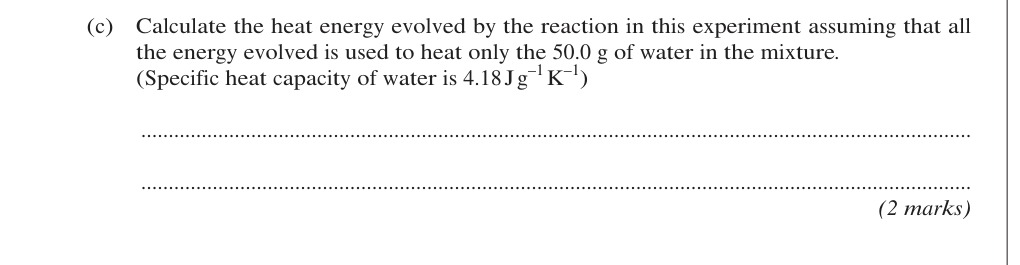 (c) Calculate the heat energy evolved by the reaction in this experiment assuming that all
the energy evolved is used to heat only the 50.0 g of water in the mixture.
(Specific heat capacity of water is 4.18 J g⁻¹ K⁻¹)
(2 marks)